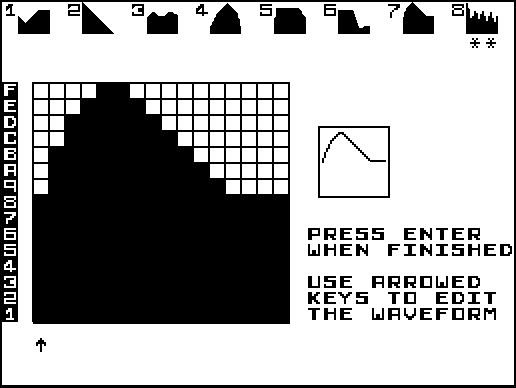 1 2 3 4 5 6 7 8
**
F
E
D
C
B
A
9
8
7
6
5
4
3
2
1
PRESS ENTER
WHEN FINISHED
USE ARROWED
KEYS TO EDIT
THE WAVEFORM